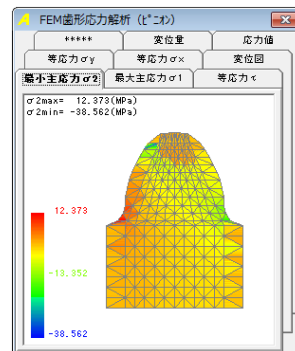 FEM歯形応力解析 (ﾋﾟﾆｵﾝ)
***** 変位量 応力値
等応力σy 等応力σx 変位図
最小主応力σ2 最大主応力σ1 等応力τ
σ2max= 12.373(MPa)
σ2min= -38.562(MPa)
12.373
-13.352
-38.562